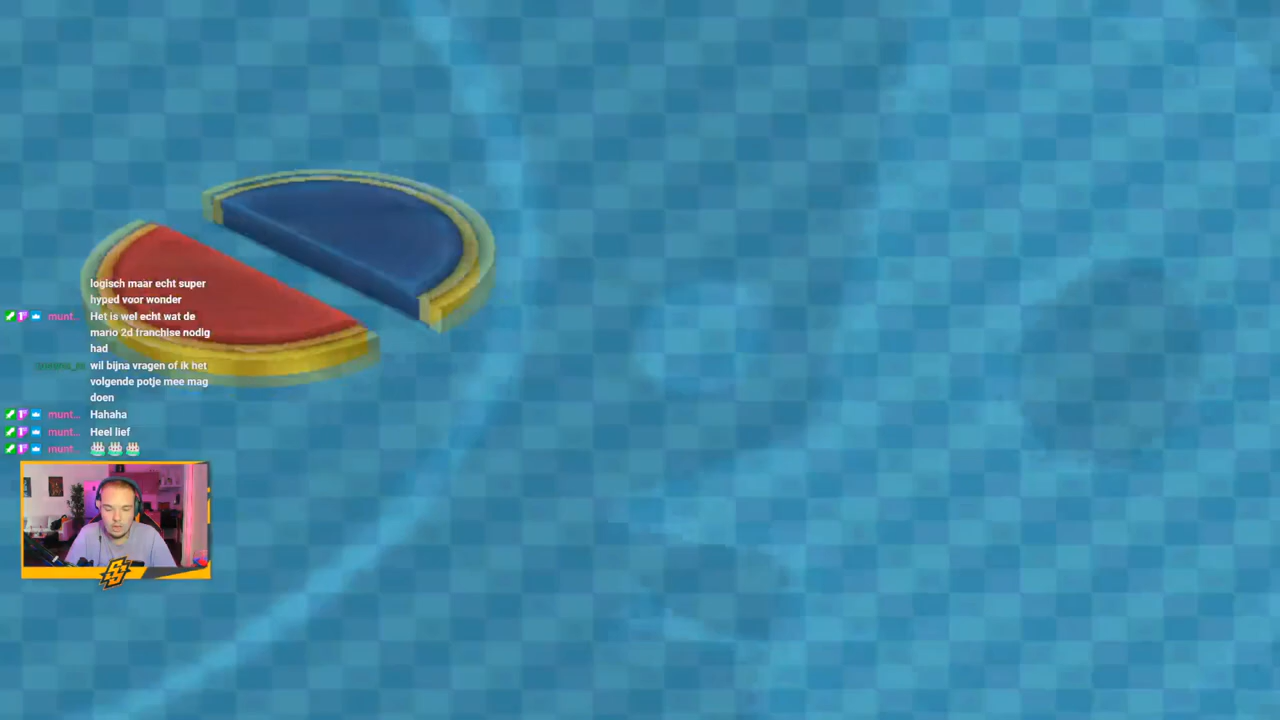 logisch maar echt super
hyped voor wonder
munt... Het is wel echt wat de
mario 2d franchise nodig
had
wil bijna vragen of ik het
volgende potje mee mag
doen
munt... Hahaha
munt... Heel lief
munt...